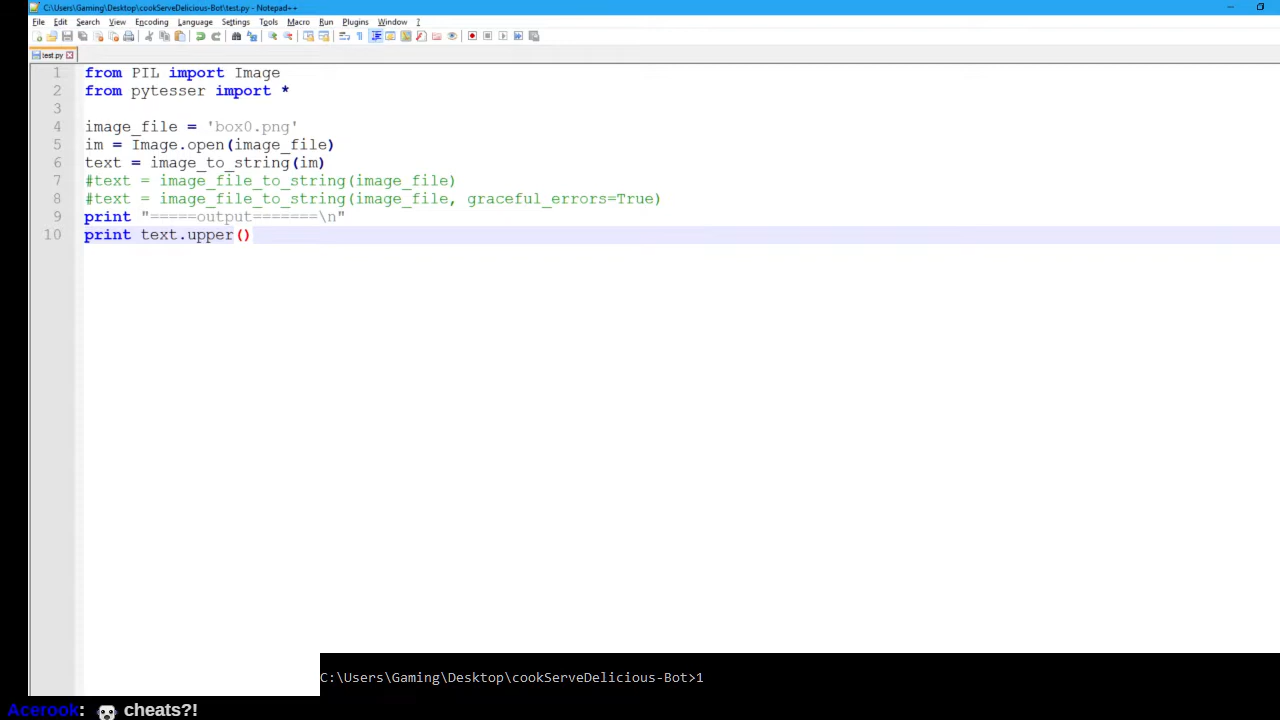 C:\Users\Gaming\Desktop\cookServeDelicious-Bot\test.py - Notepad++
File Edit Search View Encoding Language Settings Tools Macro Run Plugins Window ?
test.py
1 from PIL import Image
2 from pytesser import *
3
4 image_file = 'box0.png'
5 im = Image.open(image_file)
6 text = image_to_string(im)
7 #text = image_file_to_string(image_file)
8 #text = image_file_to_string(image_file, graceful_errors=True)
9 print "=====output=======\n"
10 print text.upper()
C:\Users\Gaming\Desktop\cookServeDelicious-Bot>1
Acerook: cheats?!